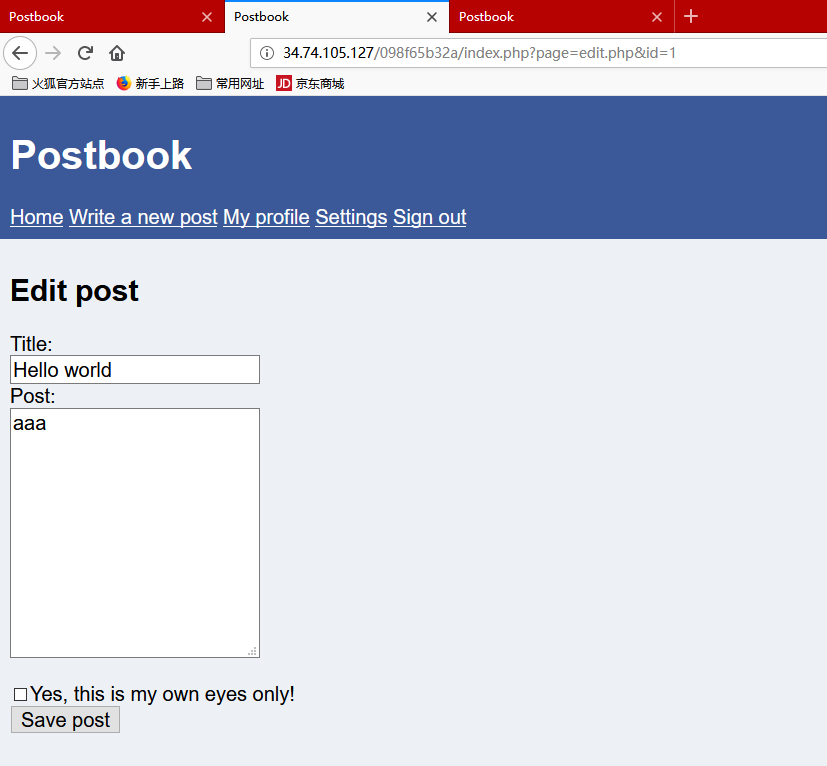 Postbook Postbook Postbook
34.74.105.127/098f65b32a/index.php?page=edit.php&id=1
火狐官方站点 新手上路 常用网址 JD 京东商城
Postbook
Home Write a new post My profile Settings Sign out
Edit post
Title:
Hello world
Post:
aaa
Yes, this is my own eyes only!
Save post